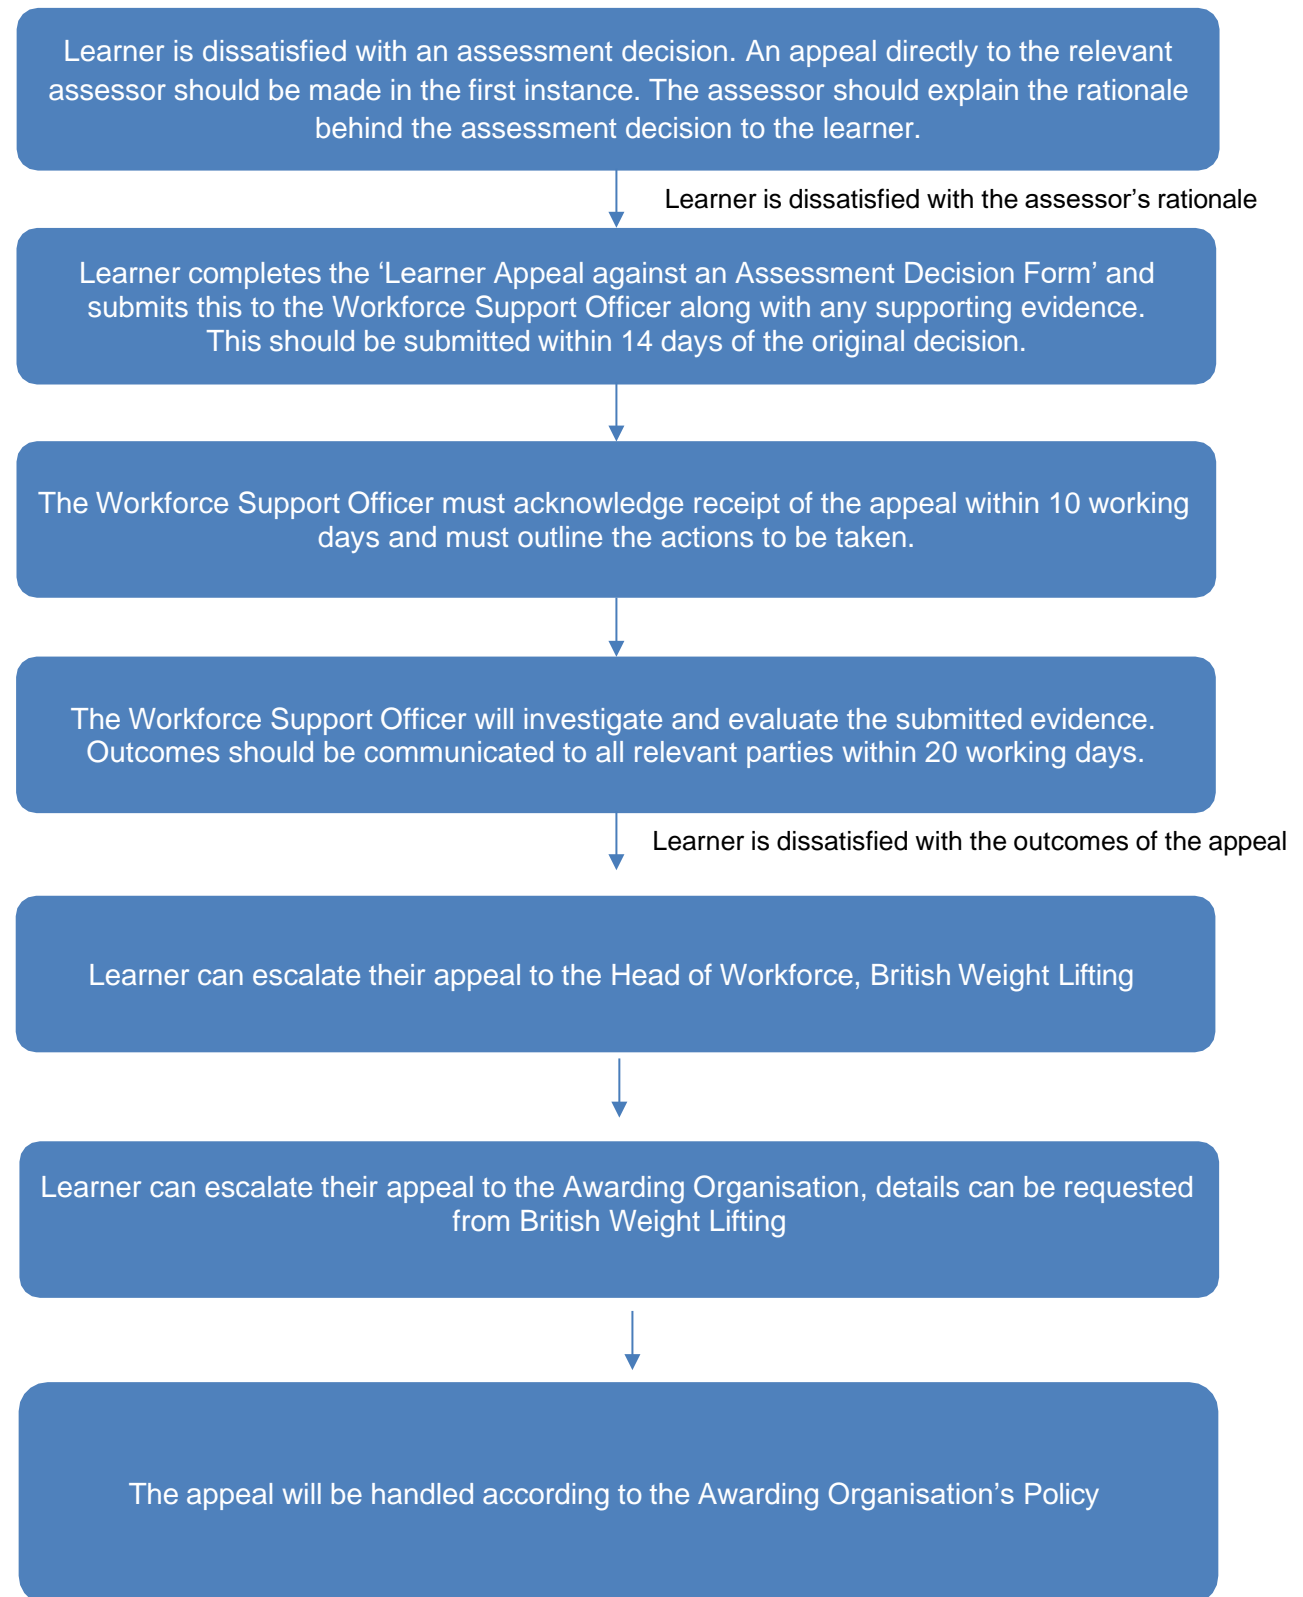 Learner is dissatisfied with an assessment decision. An appeal directly to the relevant
assessor should be made in the first instance. The assessor should explain the rationale
behind the assessment decision to the learner.
Learner is dissatisfied with the assessor’s rationale
Learner completes the ‘Learner Appeal against an Assessment Decision Form’ and
submits this to the Workforce Support Officer along with any supporting evidence.
This should be submitted within 14 days of the original decision.
The Workforce Support Officer must acknowledge receipt of the appeal within 10 working
days and must outline the actions to be taken.
The Workforce Support Officer will investigate and evaluate the submitted evidence.
Outcomes should be communicated to all relevant parties within 20 working days.
Learner is dissatisfied with the outcomes of the appeal
Learner can escalate their appeal to the Head of Workforce, British Weight Lifting
Learner can escalate their appeal to the Awarding Organisation, details can be requested
from British Weight Lifting
The appeal will be handled according to the Awarding Organisation’s Policy